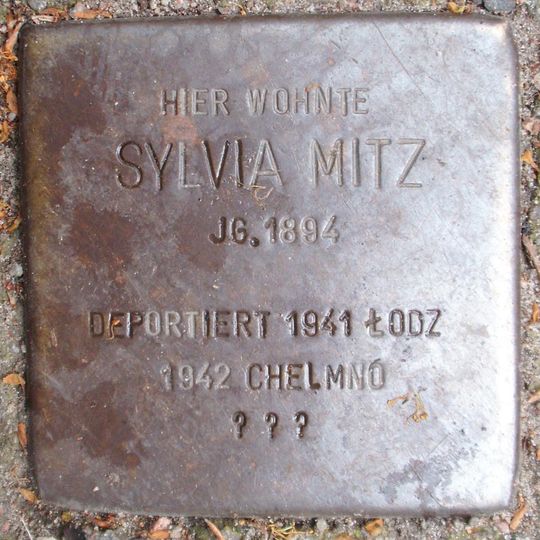 HIER WOHNTE
SYLVIA MITZ
JG. 1894
DEPORTIERT 1941 ŁODZ
1942 CHELMNO
? ? ?